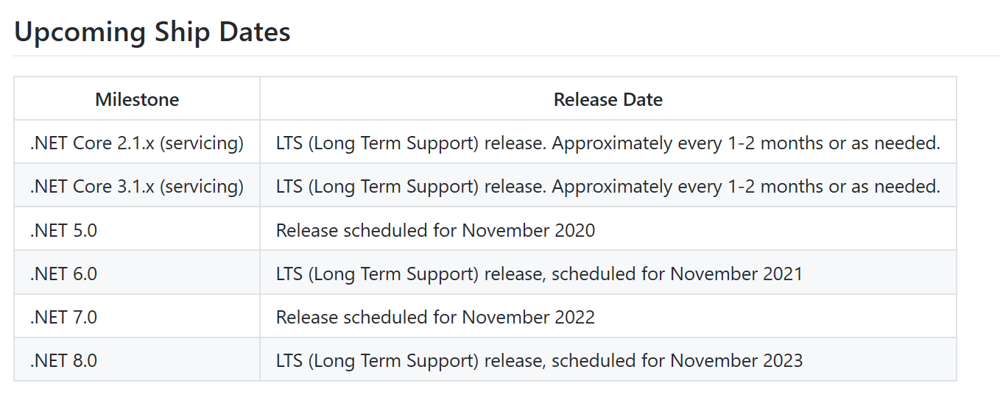 Upcoming Ship Dates
Milestone Release Date
.NET Core 2.1.x (servicing) LTS (Long Term Support) release. Approximately every 1-2 months or as needed.
.NET Core 3.1.x (servicing) LTS (Long Term Support) release. Approximately every 1-2 months or as needed.
.NET 5.0 Release scheduled for November 2020
.NET 6.0 LTS (Long Term Support) release, scheduled for November 2021
.NET 7.0 Release scheduled for November 2022
.NET 8.0 LTS (Long Term Support) release, scheduled for November 2023